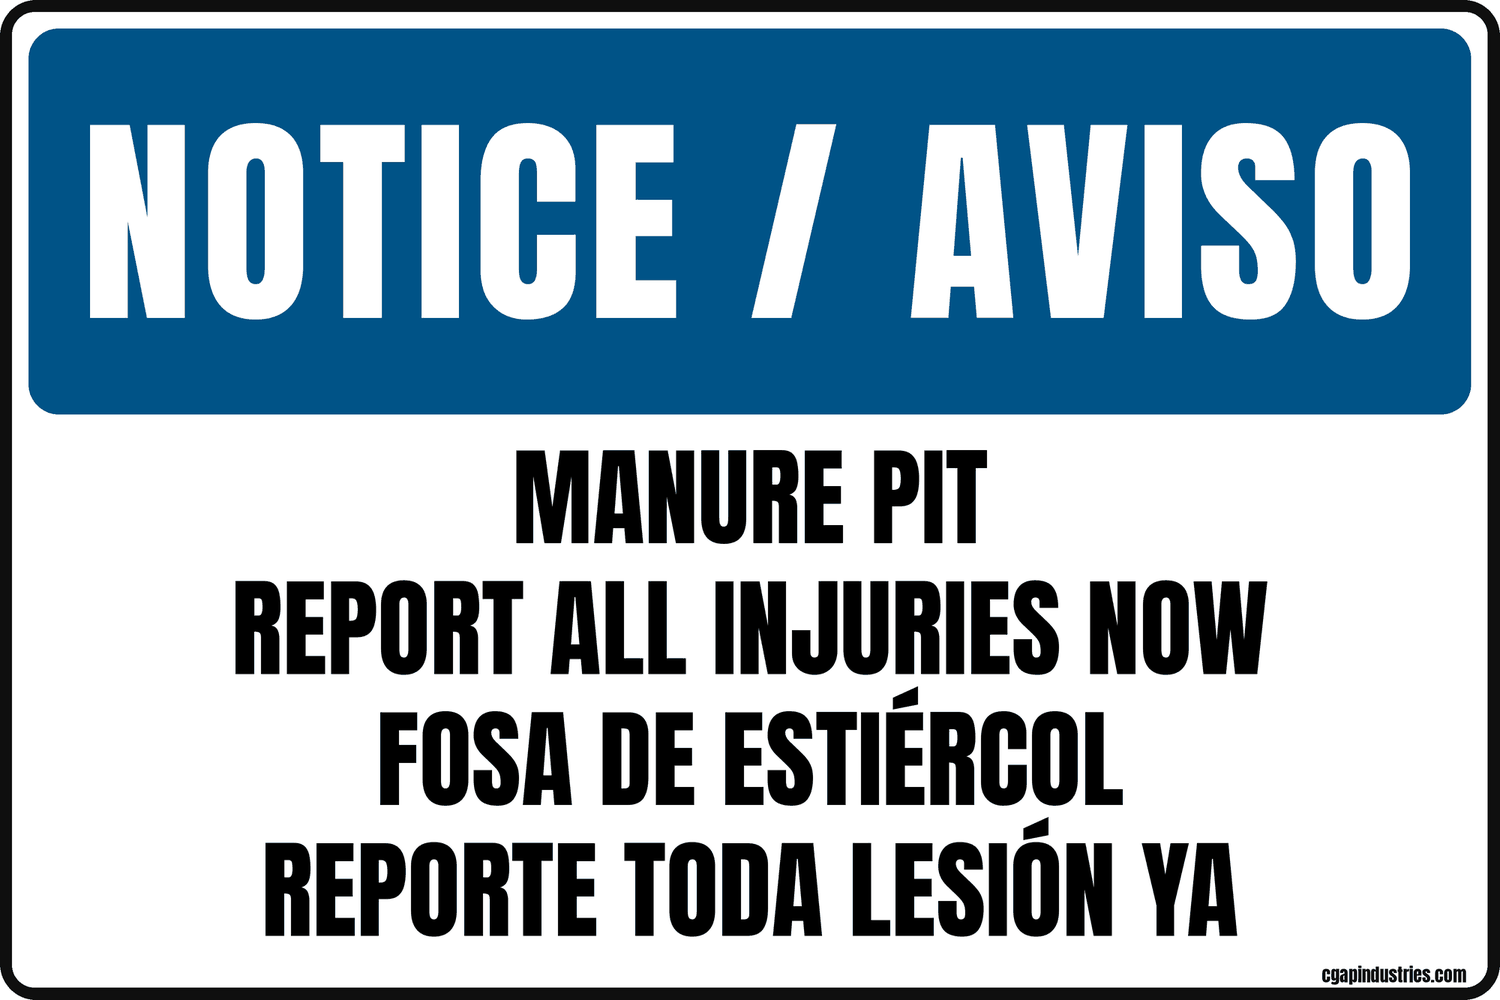 NOTICE / AVISO
MANURE PIT
REPORT ALL INJURIES NOW
FOSA DE ESTIÉRCOL
REPORTE TODA LESIÓN YA
cgapindustries.com